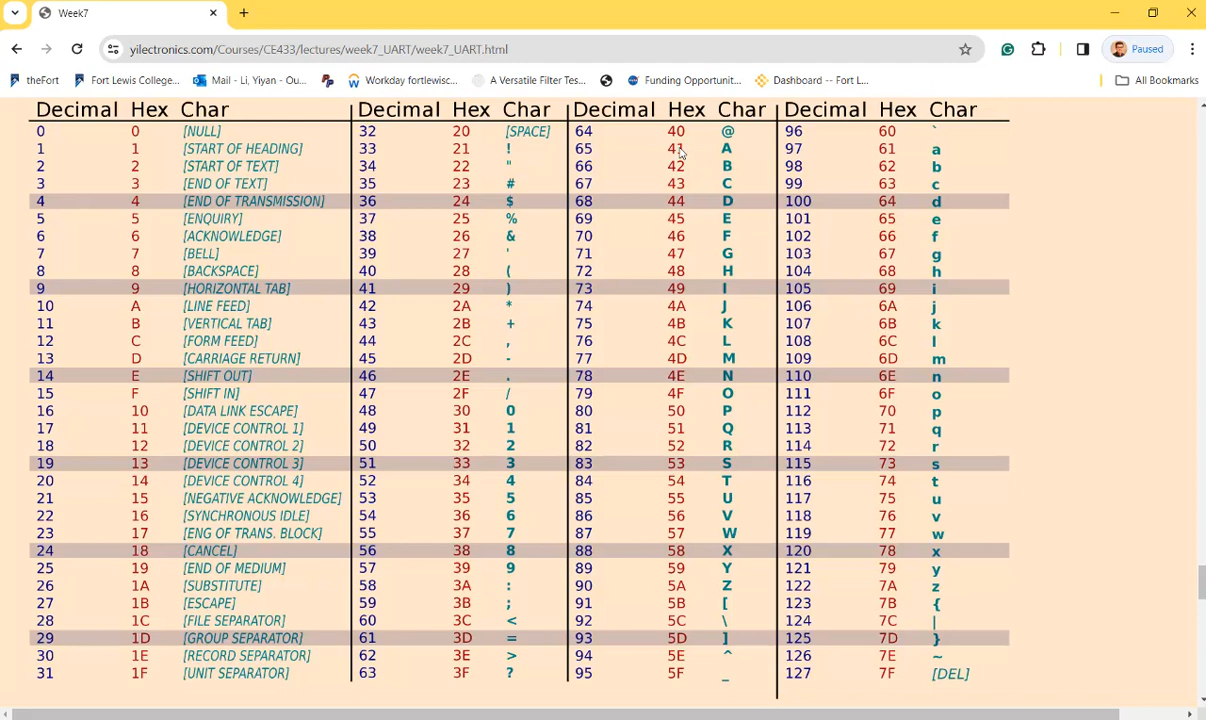 Week7
yilectronics.com/Courses/CE433/lectures/week7_UART/week7_UART.html
Paused
theFort
Fort Lewis College...
Mail - Li, Yiyan - Ou...
Workday fortlewisc...
A Versatile Filter Tes...
Funding Opportunit...
Dashboard -- Fort L...
All Bookmarks
Decimal Hex Char Decimal Hex Char Decimal Hex Char Decimal Hex Char
0 0 [NULL] 32 20 [SPACE] 64 40 @ 96 60 `
1 1 [START OF HEADING] 33 21 ! 65 41 A 97 61 a
2 2 [START OF TEXT] 34 22 " 66 42 B 98 62 b
3 3 [END OF TEXT] 35 23 # 67 43 C 99 63 c
4 4 [END OF TRANSMISSION] 36 24 $ 68 44 D 100 64 d
5 5 [ENQUIRY] 37 25 % 69 45 E 101 65 e
6 6 [ACKNOWLEDGE] 38 26 & 70 46 F 102 66 f
7 7 [BELL] 39 27 ' 71 47 G 103 67 g
8 8 [BACKSPACE] 40 28 ( 72 48 H 104 68 h
9 9 [HORIZONTAL TAB] 41 29 ) 73 49 I 105 69 i
10 A [LINE FEED] 42 2A * 74 4A J 106 6A j
11 B [VERTICAL TAB] 43 2B + 75 4B K 107 6B k
12 C [FORM FEED] 44 2C , 76 4C L 108 6C l
13 D [CARRIAGE RETURN] 45 2D - 77 4D M 109 6D m
14 E [SHIFT OUT] 46 2E . 78 4E N 110 6E n
15 F [SHIFT IN] 47 2F / 79 4F O 111 6F o
16 10 [DATA LINK ESCAPE] 48 30 0 80 50 P 112 70 p
17 11 [DEVICE CONTROL 1] 49 31 1 81 51 Q 113 71 q
18 12 [DEVICE CONTROL 2] 50 32 2 82 52 R 114 72 r
19 13 [DEVICE CONTROL 3] 51 33 3 83 53 S 115 73 s
20 14 [DEVICE CONTROL 4] 52 34 4 84 54 T 116 74 t
21 15 [NEGATIVE ACKNOWLEDGE] 53 35 5 85 55 U 117 75 u
22 16 [SYNCHRONOUS IDLE] 54 36 6 86 56 V 118 76 v
23 17 [ENG OF TRANS. BLOCK] 55 37 7 87 57 W 119 77 w
24 18 [CANCEL] 56 38 8 88 58 X 120 78 x
25 19 [END OF MEDIUM] 57 39 9 89 59 Y 121 79 y
26 1A [SUBSTITUTE] 58 3A : 90 5A Z 122 7A z
27 1B [ESCAPE] 59 3B ; 91 5B [ 123 7B {
28 1C [FILE SEPARATOR] 60 3C < 92 5C \ 124 7C |
29 1D [GROUP SEPARATOR] 61 3D = 93 5D ] 125 7D }
30 1E [RECORD SEPARATOR] 62 3E > 94 5E ^ 126 7E ~
31 1F [UNIT SEPARATOR] 63 3F ? 95 5F _ 127 7F [DEL]